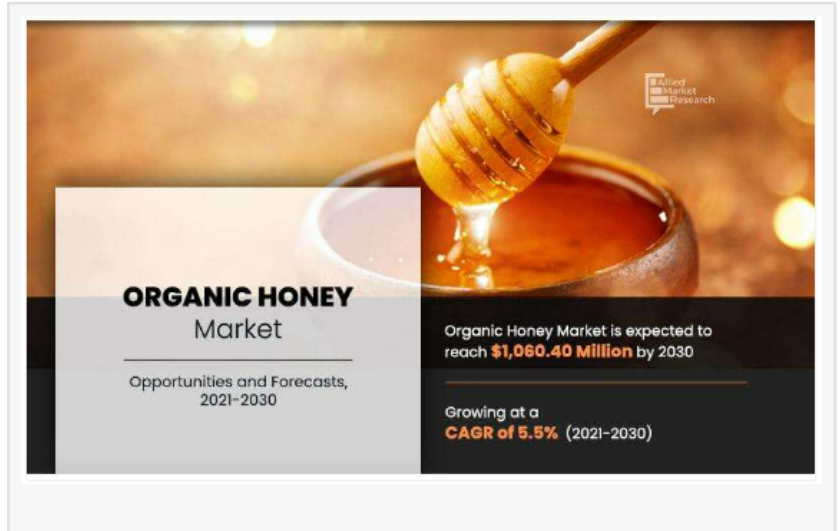 Allied
Market
Research
ORGANIC HONEY
Market
Opportunities and Forecasts,
2021-2030
Organic Honey Market is expected to
reach $1,060.40 Million by 2030
Growing at a
CAGR of 5.5% (2021-2030)